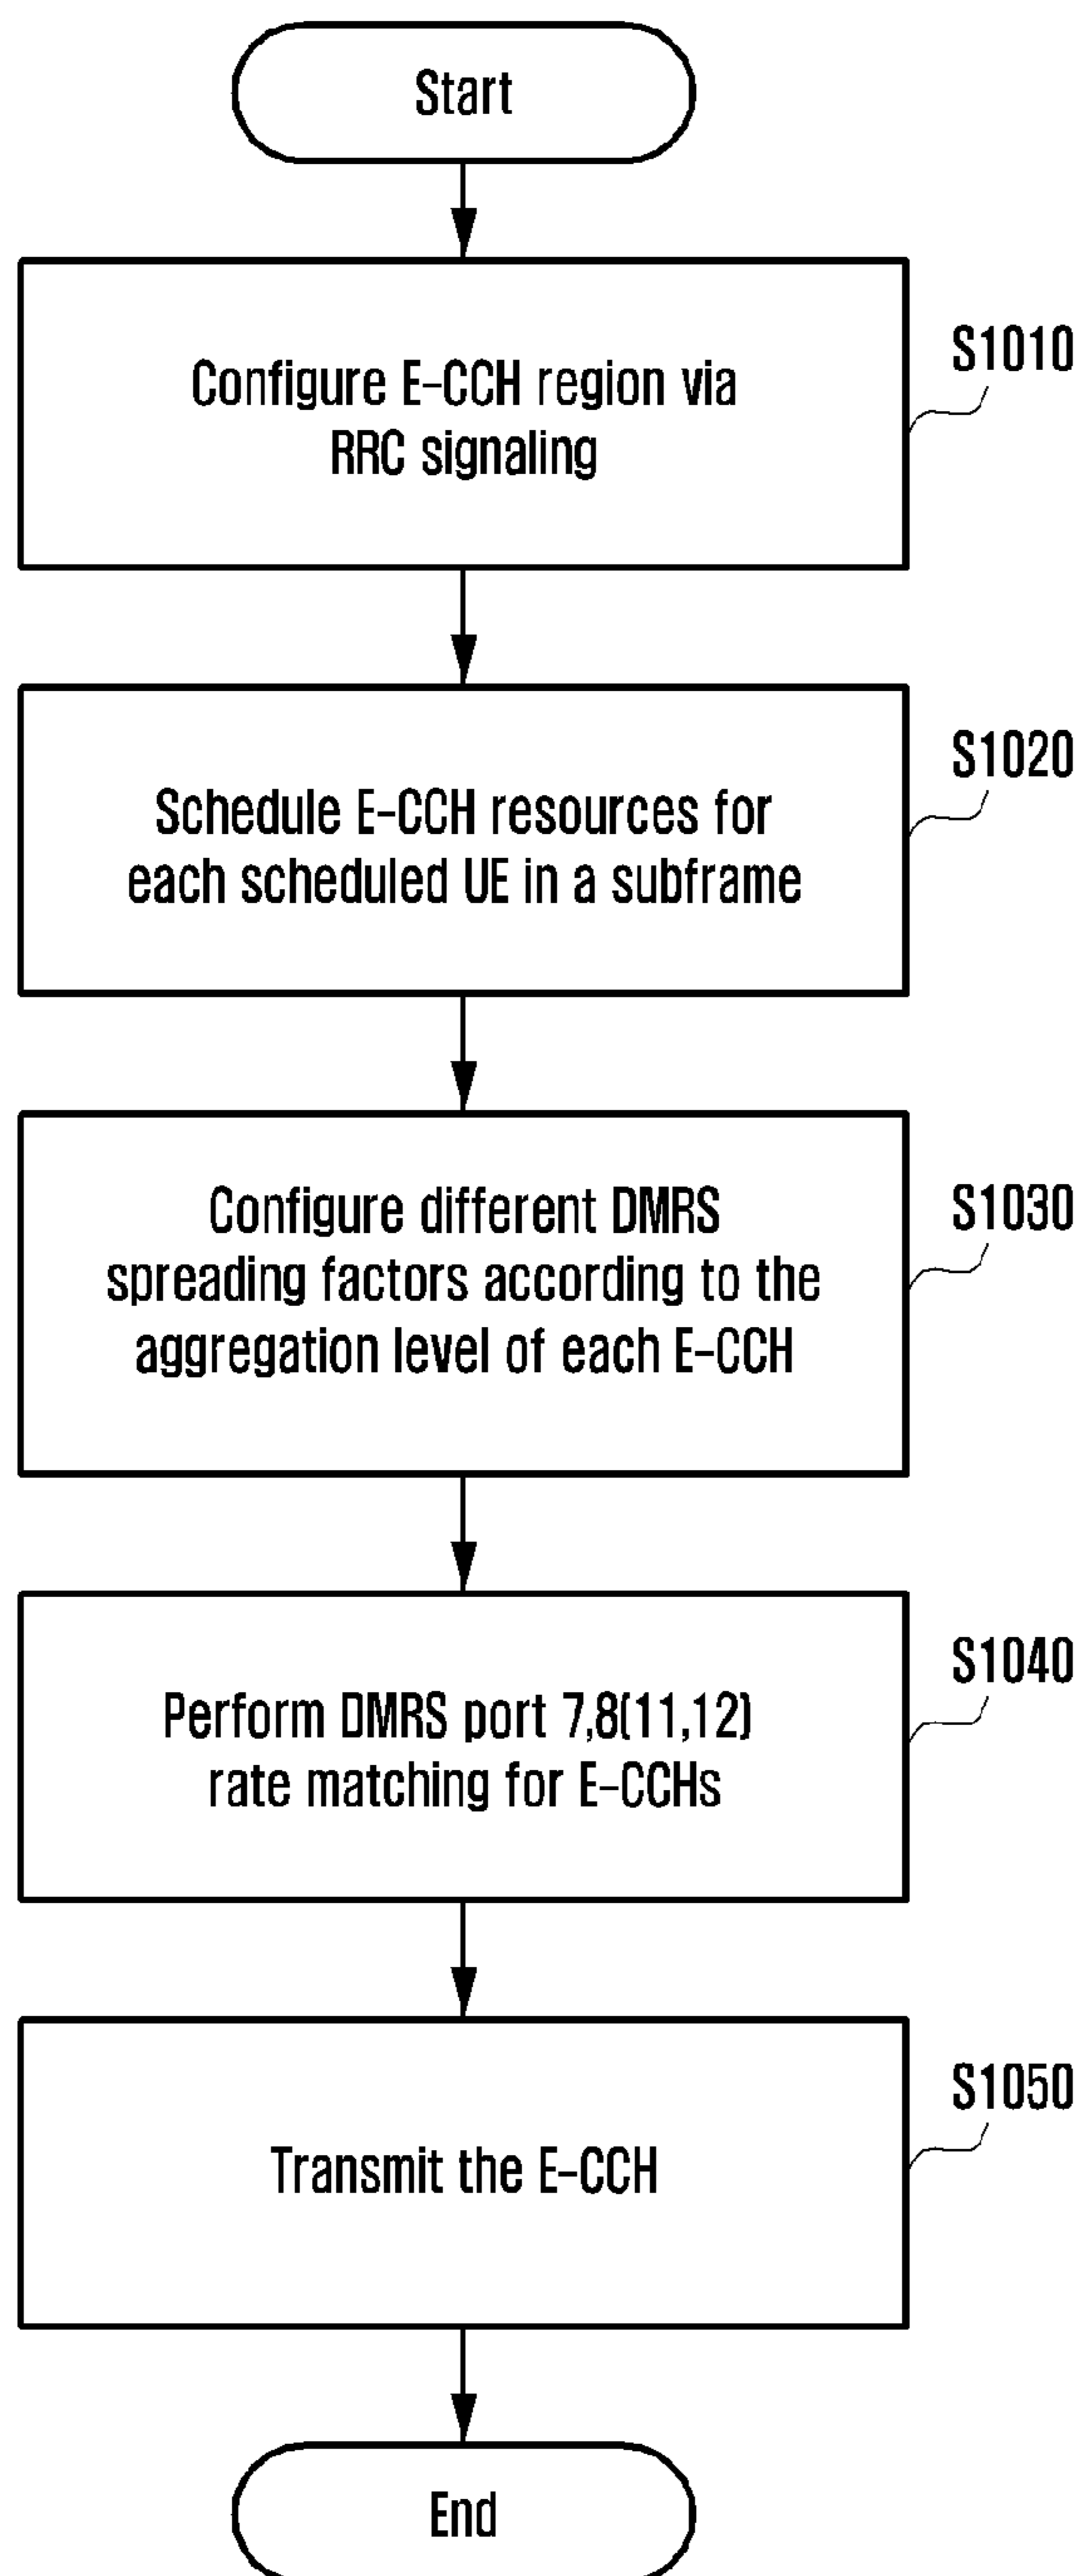 Start
Configure E-CCH region via
RRC signaling
S1010
Schedule E-CCH resources for
each scheduled UE in a subframe
S1020
Configure different DMRS
spreading factors according to the
aggregation level of each E-CCH
S1030
Perform DMRS port 7,8(11,12)
rate matching for E-CCHs
S1040
Transmit the E-CCH
S1050
End